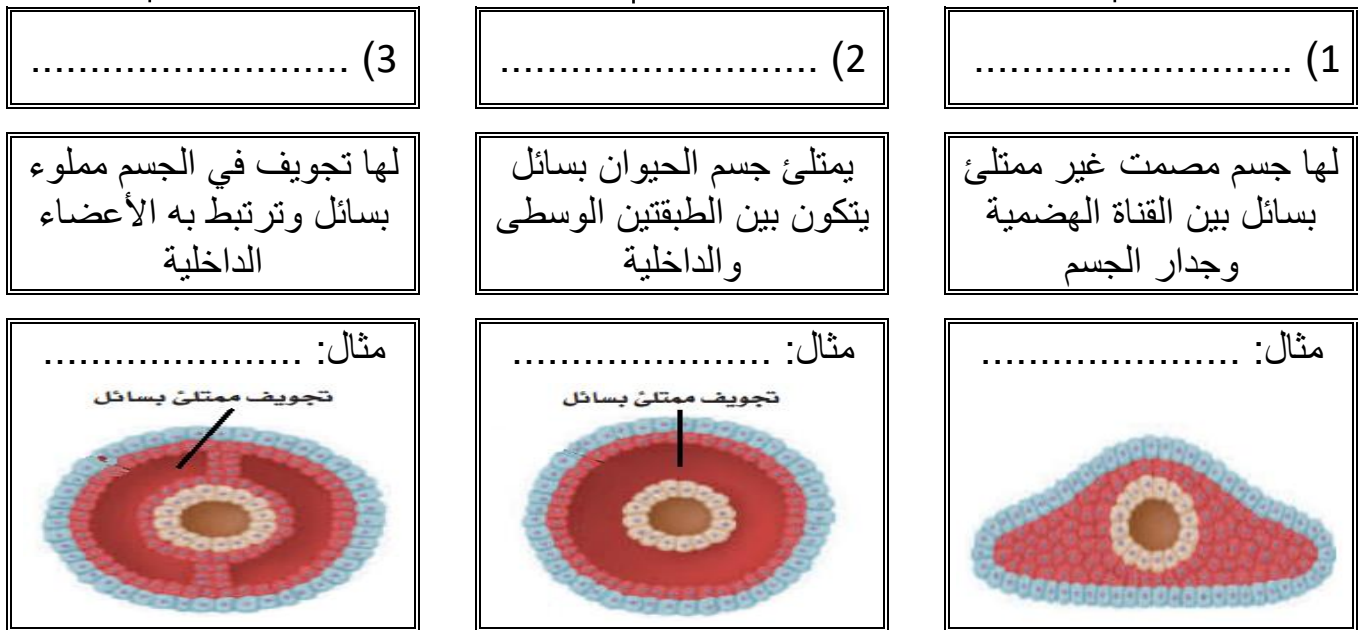 1) ...........................
2) ...........................
3) ...........................
لها جسم مصمت غير ممتلئ
بسائل بين القناة الهضمية
وجدار الجسم
يمتلئ جسم الحيوان بسائل
يتكون بين الطبقتين الوسطى
والداخلية
لها تجويف في الجسم مملوء
بسائل وترتبط به الأعضاء
الداخلية
مثال: ......................
مثال: ......................
تجويف ممتلئ بسائل
مثال: ......................
تجويف ممتلئ بسائل